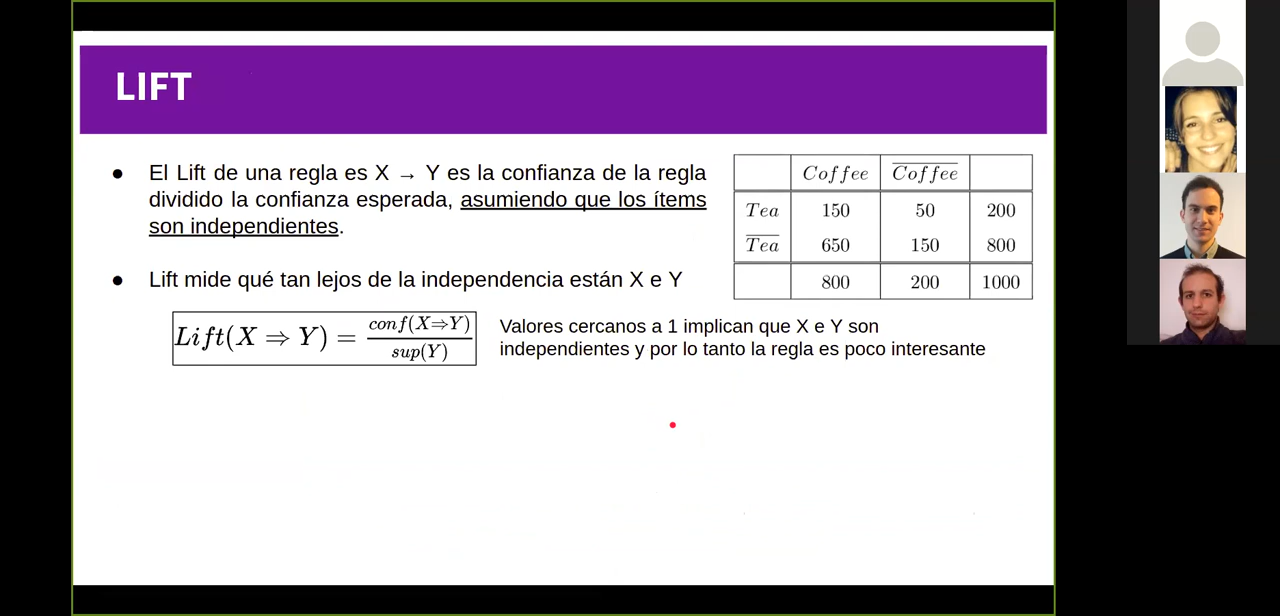 LIFT
● El Lift de una regla es X → Y es la confianza de la regla
dividido la confianza esperada, asumiendo que los ítems
son independientes.
● Lift mide qué tan lejos de la independencia están X e Y
Lift(X ⇒ Y) = conf(X⇒Y) / sup(Y)
Valores cercanos a 1 implican que X e Y son
independientes y por lo tanto la regla es poco interesante
Coffee C̅o̅f̅f̅e̅e̅
Tea 150 50 200
T̅e̅a̅ 650 150 800
800 200 1000